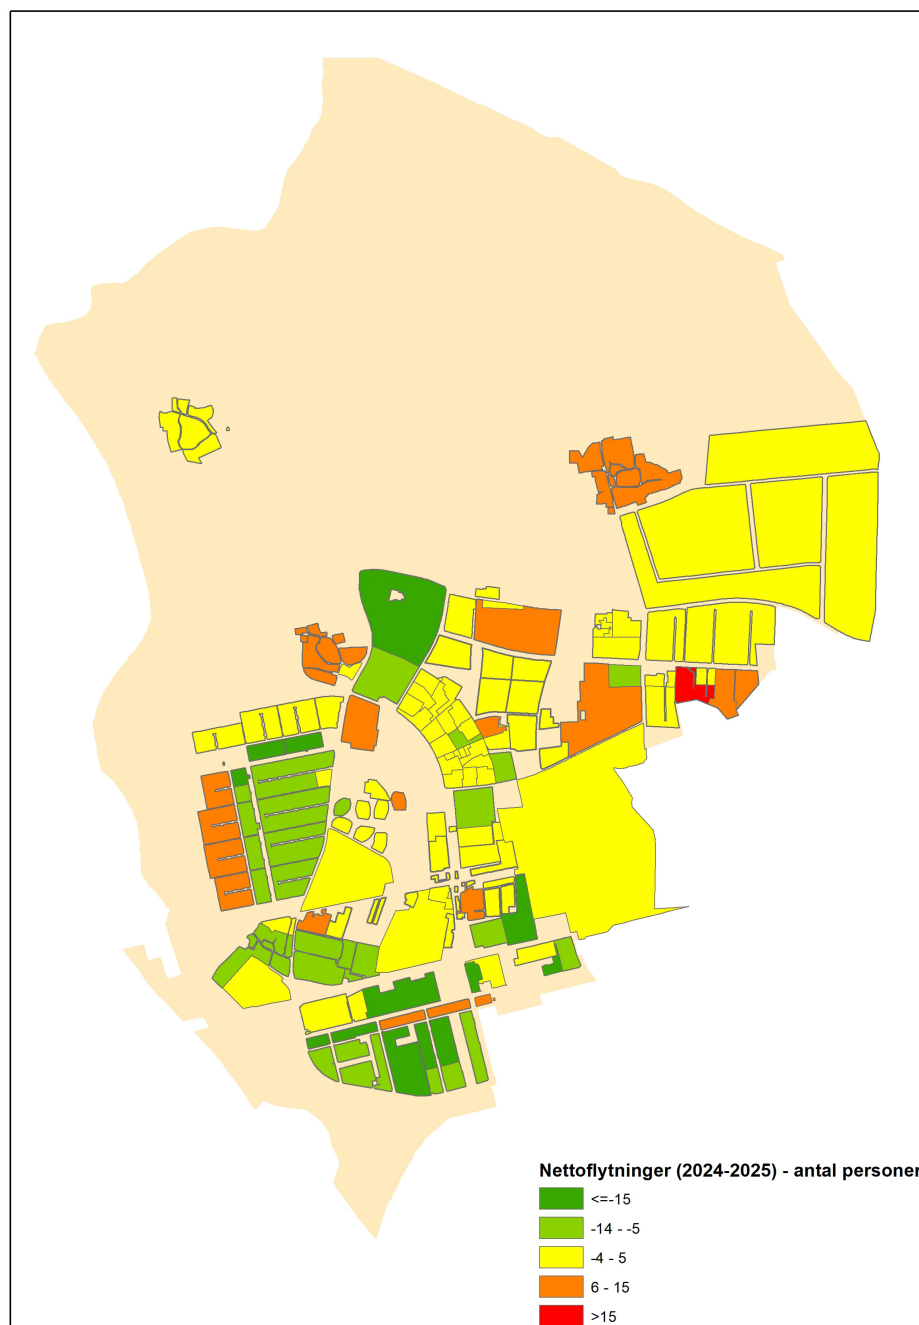 Nettoflytninger (2024-2025) - antal personer
<=-15
-14 - -5
-4 - 5
6 - 15
>15